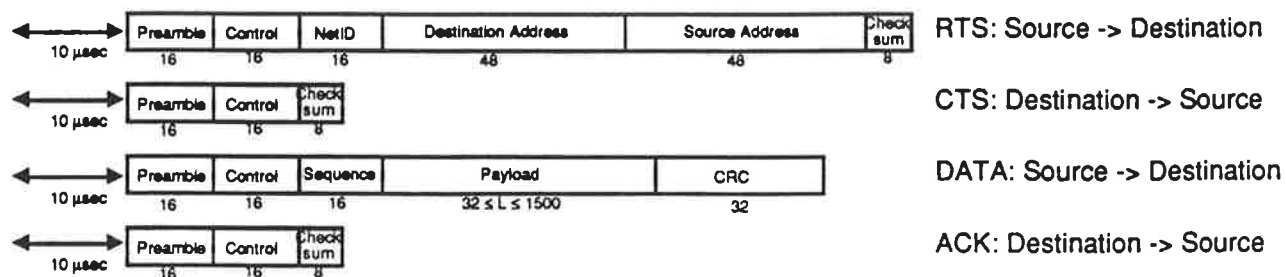 Preamble Control NetID Destination Address Source Address Check sum RTS: Source -> Destination
10 µsec 16 16 16 48 48 8
Preamble Control Check sum CTS: Destination -> Source
10 µsec 16 16 8
Preamble Control Sequence Payload CRC DATA: Source -> Destination
10 µsec 16 16 16 32 ≤ L ≤ 1500 32
Preamble Control Check sum ACK: Destination -> Source
10 µsec 16 16 8